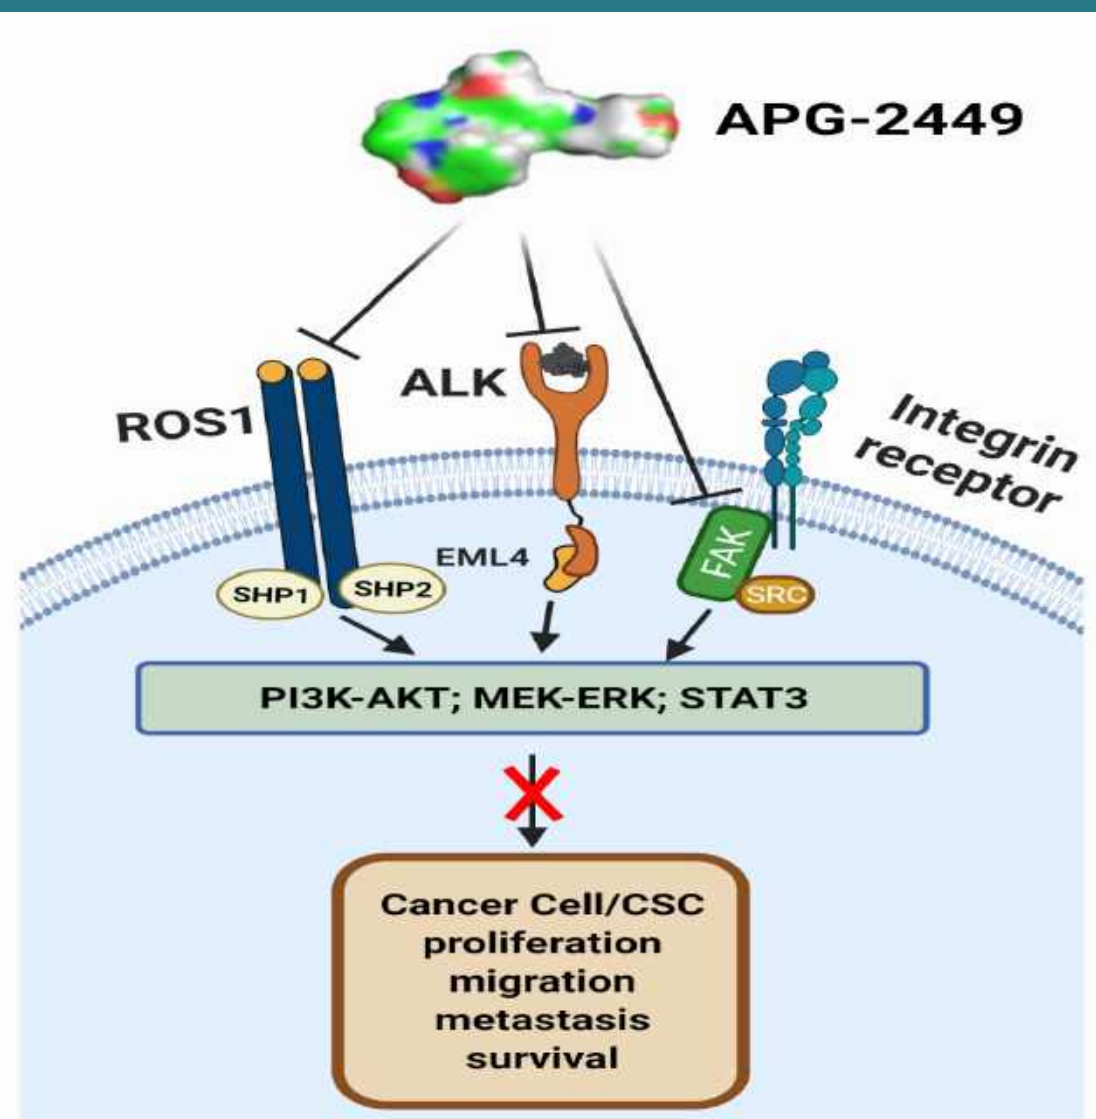 APG-2449
ROS1
ALK
Integrin
receptor
EML4
FAK
SHP1
SHP2
SRC
PI3K-AKT; MEK-ERK; STAT3
Cancer Cell/CSC
proliferation
migration
metastasis
survival